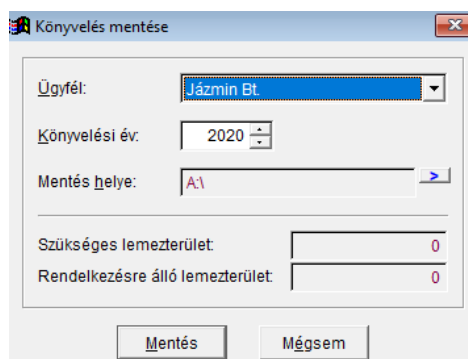 Könyvelés mentése
Ügyfél: Jázmin Bt.
Könyvelési év: 2020
Mentés helye: A:\ >
Szükséges lemezterület: 0
Rendelkezésre álló lemezterület: 0
Mentés Mégsem